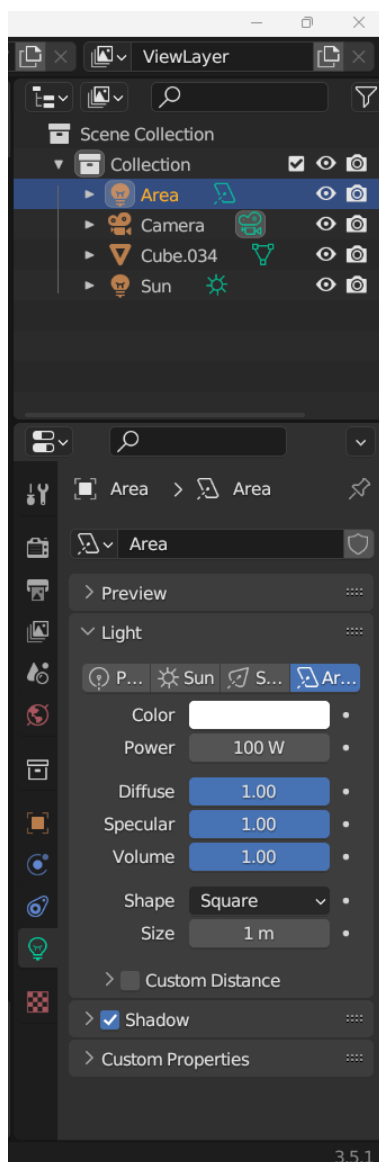 ViewLayer
Scene Collection
Collection
Area
Camera
Cube.034
Sun
Area > Area
Area
Preview
Light
P... Sun S... Ar...
Color
Power 100 W
Diffuse 1.00
Specular 1.00
Volume 1.00
Shape Square
Size 1 m
Custom Distance
Shadow
Custom Properties
3.5.1